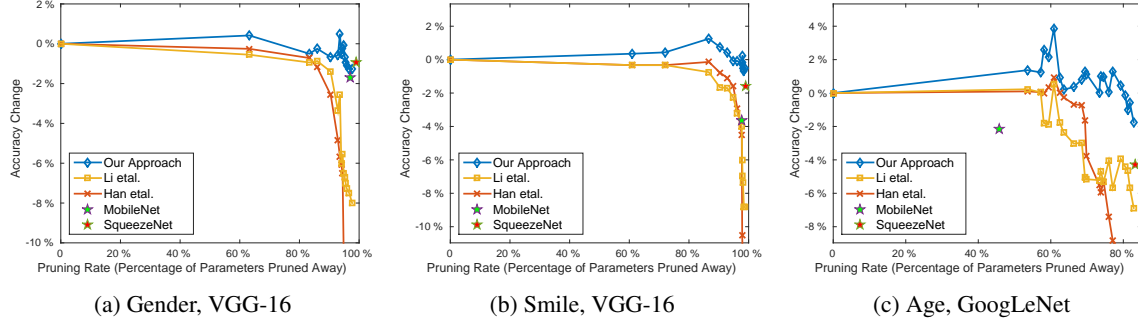 2 %
0 %
-2 %
-4 %
-6 %
-8 %
-10 %
Accuracy Change
Our Approach
Li etal.
Han etal.
MobileNet
SqueezeNet
0 % 20 % 40 % 60 % 80 % 100 %
Pruning Rate (Percentage of Parameters Pruned Away)
(a) Gender, VGG-16
2 %
0 %
-2 %
-4 %
-6 %
-8 %
-10 %
Accuracy Change
Our Approach
Li etal.
Han etal.
MobileNet
SqueezeNet
0 % 20 % 40 % 60 % 80 % 100 %
Pruning Rate (Percentage of Parameters Pruned Away)
(b) Smile, VGG-16
4 %
2 %
0 %
-2 %
-4 %
-6 %
-8 %
Accuracy Change
Our Approach
Li etal.
Han etal.
MobileNet
SqueezeNet
0 % 20 % 40 % 60 % 80 %
Pruning Rate (Percentage of Parameters Pruned Away)
(c) Age, GoogLeNet